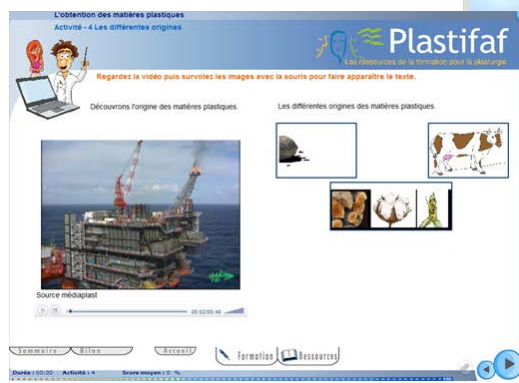 L'obtention des matières plastiques
Activité - 4 Les différentes origines
Plastifaf
Les ressources de la formation pour la plasturgie
Regardez la vidéo puis survolez les images avec la souris pour faire apparaître le texte.
Découvrons l'origine des matières plastiques.
Les différentes origines des matières plastiques.
Source médiaplast
Sommaire
Bilan
Accueil
Formation
Ressources
Durée : 00/30 Activité : 4 Score moyen : 0 %